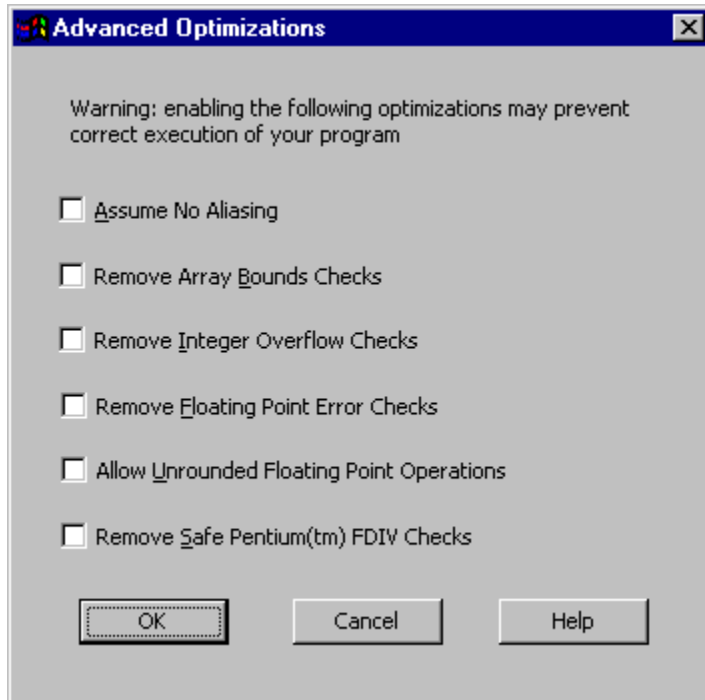 Advanced Optimizations
Warning: enabling the following optimizations may prevent
correct execution of your program
Assume No Aliasing
Remove Array Bounds Checks
Remove Integer Overflow Checks
Remove Floating Point Error Checks
Allow Unrounded Floating Point Operations
Remove Safe Pentium(tm) FDIV Checks
OK Cancel Help